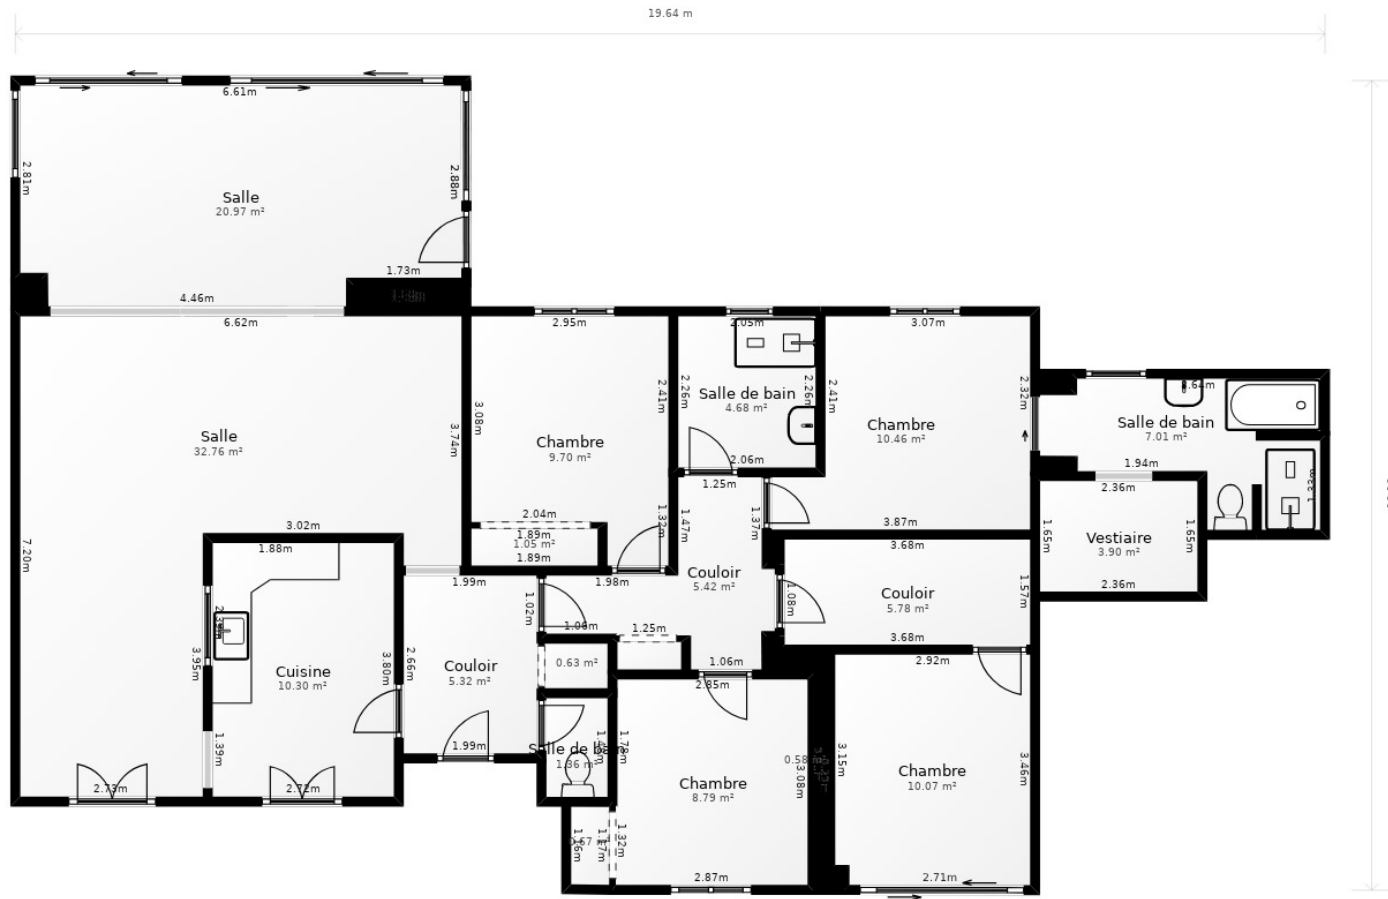 19.64 m
6.61m
2.81m
2.88m
Salle
20.97 m²
1.73m
4.46m
6.62m
2.95m
2.05m
3.07m
2.41m
2.26m
2.26m
2.41m
2.32m
3.08m
3.74m
Salle de bain
4.68 m²
Salle de bain
7.01 m²
Chambre
10.46 m²
Salle
32.76 m²
Chambre
9.70 m²
2.06m
1.94m
1.25m
2.36m
2.04m
1.32m
1.47m
1.37m
3.87m
3.02m
1.89m
1.05 m²
1.89m
1.65m
Vestiaire
3.90 m²
1.65m
1.88m
7.20m
3.68m
1.99m
1.98m
Couloir
5.42 m²
1.08m
Couloir
5.78 m²
1.57m
2.36m
1.02m
1.06m
1.25m
3.68m
3.95m
Cuisine
10.30 m²
3.80m
2.66m
Couloir
5.32 m²
0.63 m²
1.06m
2.92m
2.85m
1.39m
1.99m
Salle de bain
1.36 m²
1.78m
Chambre
8.79 m²
3.08m
3.15m
Chambre
10.07 m²
3.46m
2.73m
2.72m
1.32m
2.87m
2.71m